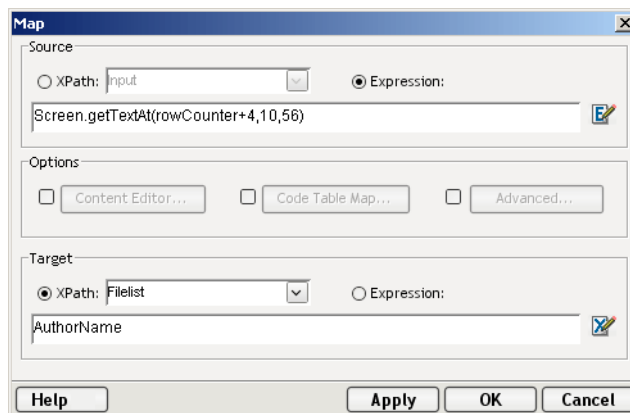 Map
Source
XPath: Input Expression:
Screen.getTextAt(rowCounter+4,10,56)
Options
Content Editor... Code Table Map... Advanced...
Target
XPath: Filelist Expression:
AuthorName
Help Apply OK Cancel